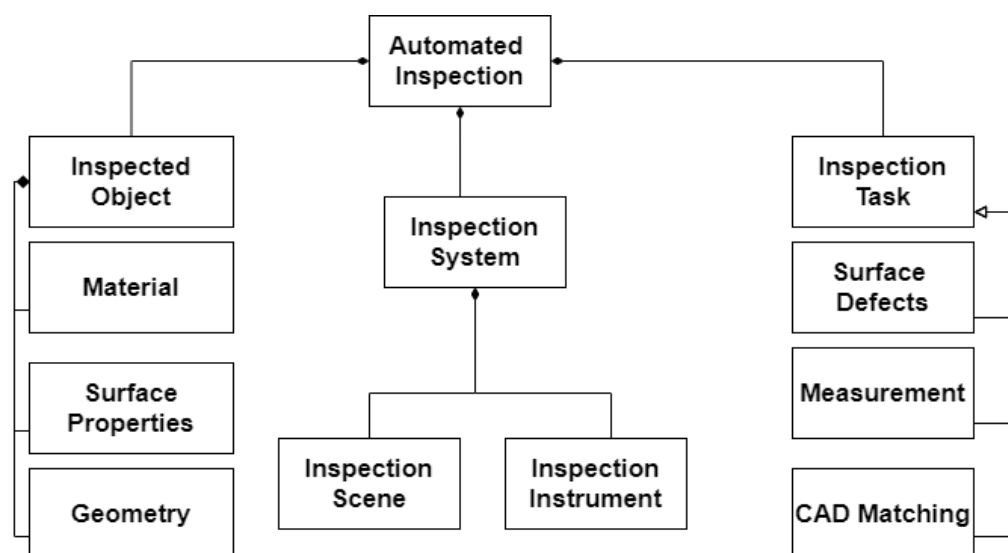 Automated
Inspection
Inspected
Object
Inspection
Task
Inspection
System
Material
Surface
Defects
Surface
Properties
Measurement
Inspection
Scene
Inspection
Instrument
Geometry
CAD Matching